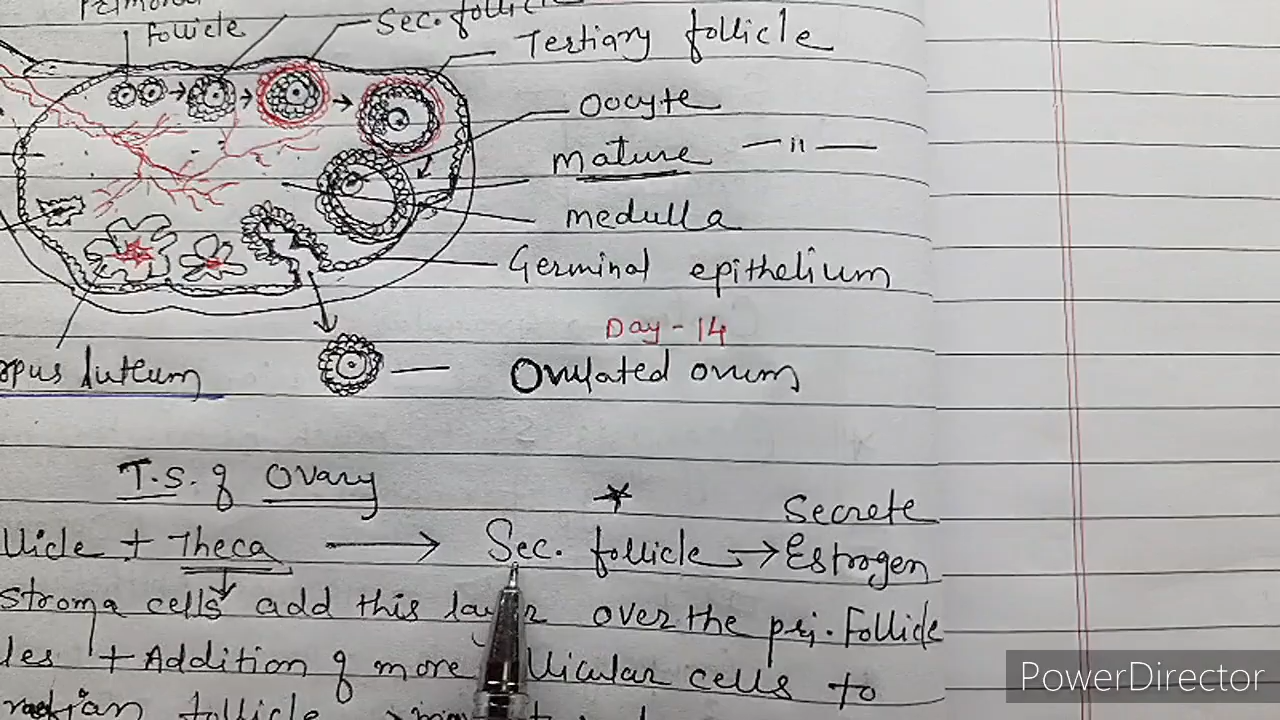 follicle
Sec. follicle
Tertiary follicle
Oocyte
mature — 11 —
medulla
Germinal epithelium
Day - 14
opus luteum
Ovulated ovum
T.S. of Ovary
Secrete
llicle + Theca → Sec. follicle → Estrogen
stroma cells add this over the pri. Follicle
les + Addition of more llicular cells to
follicle
PowerDirector